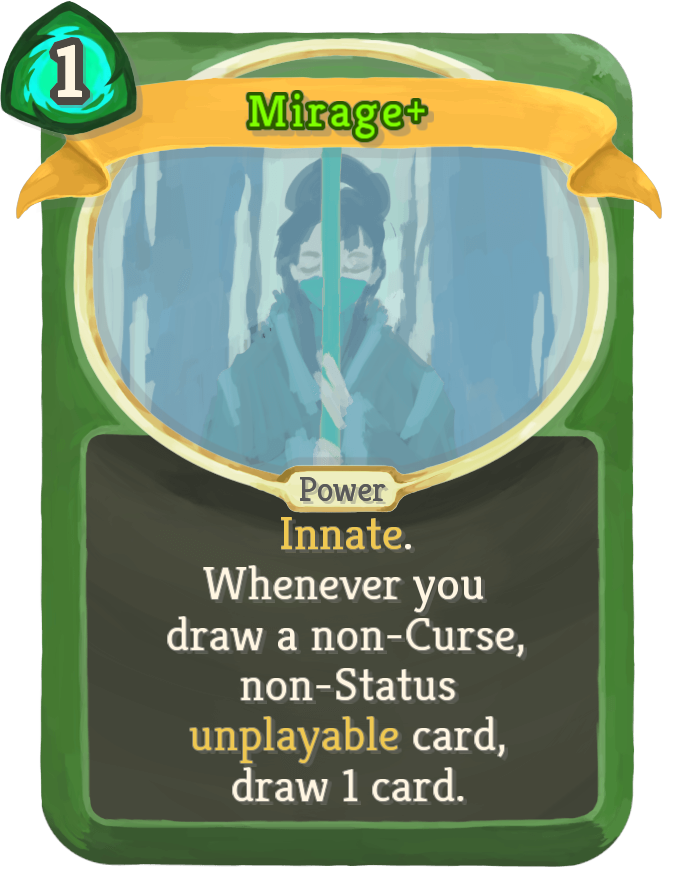 1
Mirage+
Power
Innate.
Whenever you
draw a non-Curse,
non-Status
unplayable card,
draw 1 card.